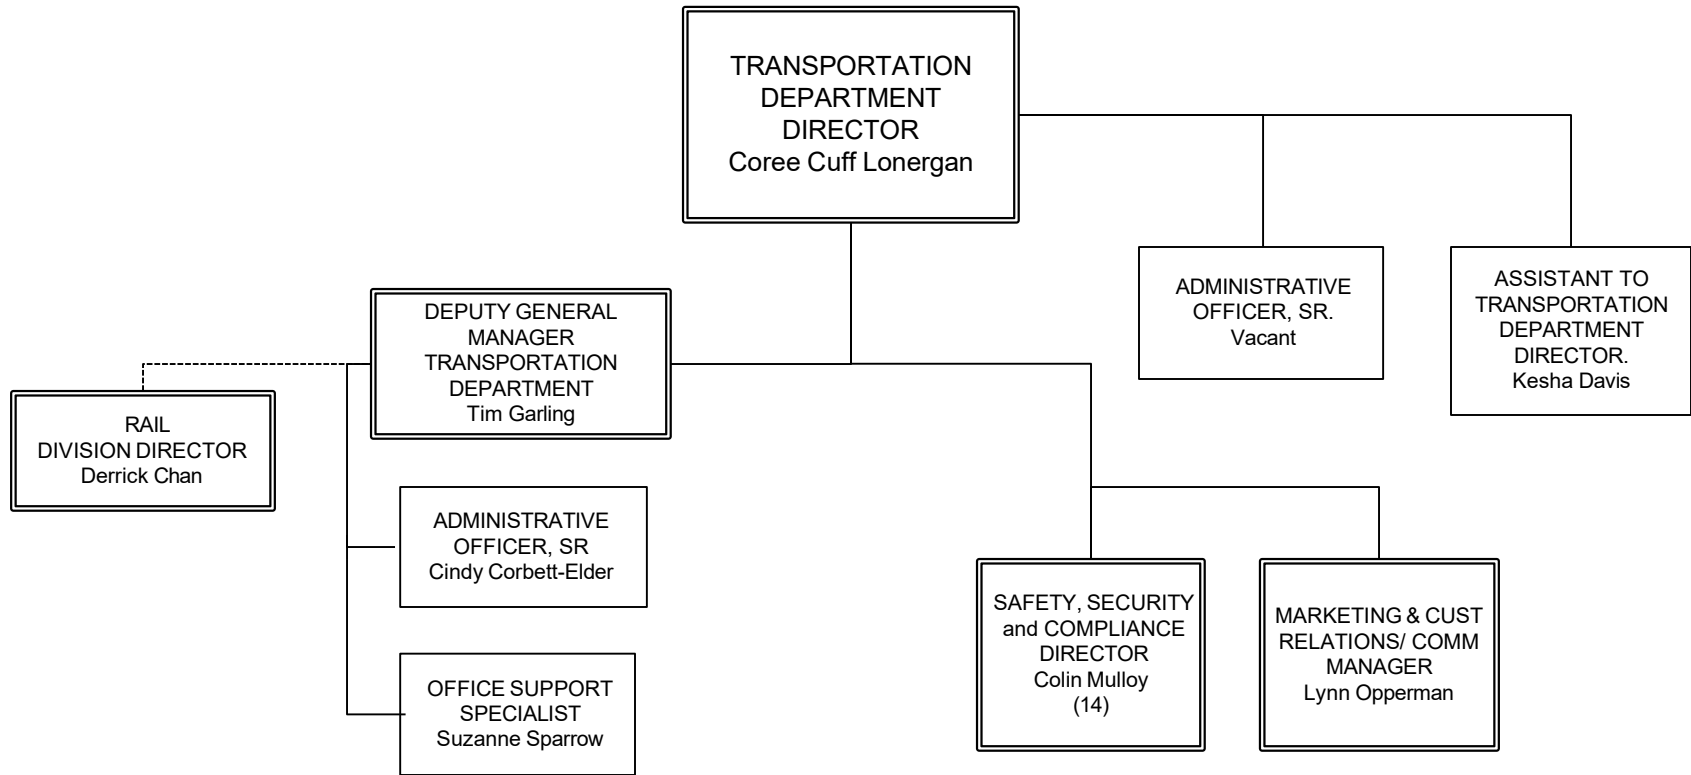 TRANSPORTATION
DEPARTMENT
DIRECTOR
Coree Cuff Lonergan
ADMINISTRATIVE
OFFICER, SR.
Vacant
ASSISTANT TO
TRANSPORTATION
DEPARTMENT
DIRECTOR.
Kesha Davis
DEPUTY GENERAL
MANAGER
TRANSPORTATION
DEPARTMENT
Tim Garling
RAIL
DIVISION DIRECTOR
Derrick Chan
ADMINISTRATIVE
OFFICER, SR
Cindy Corbett-Elder
OFFICE SUPPORT
SPECIALIST
Suzanne Sparrow
SAFETY, SECURITY
and COMPLIANCE
DIRECTOR
Colin Mulloy
(14)
MARKETING & CUST
RELATIONS/ COMM
MANAGER
Lynn Opperman